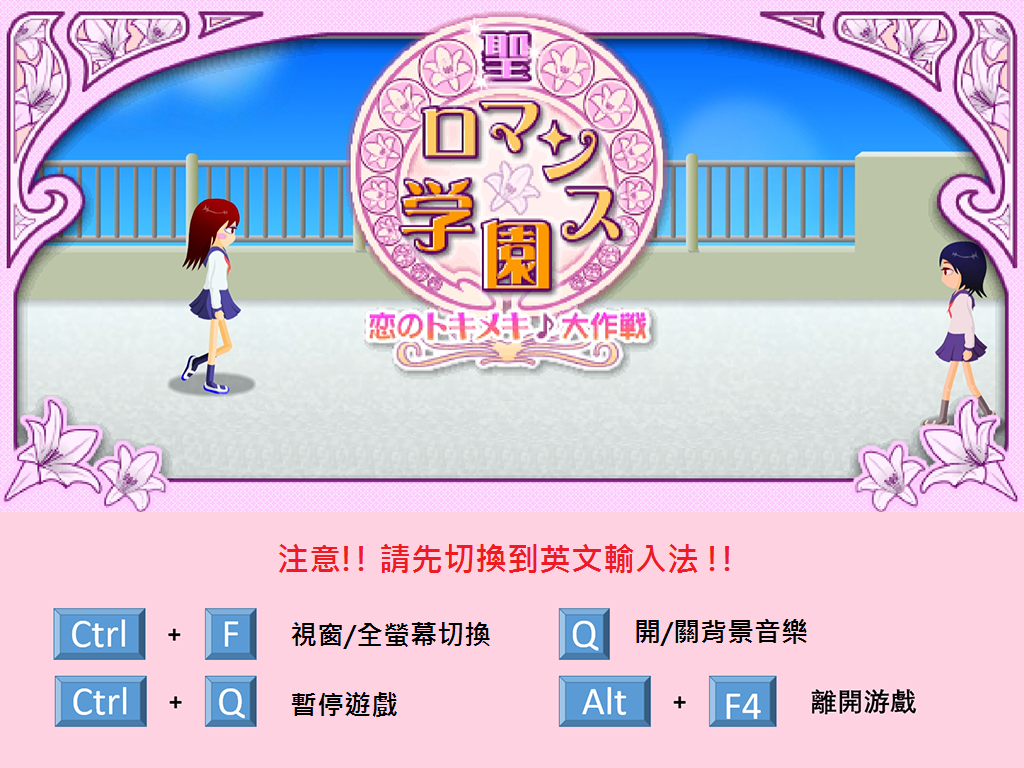 聖
ロマンス
学園
恋のトキメキ♪大作戦
注意!! 請先切換到英文輸入法!!
Ctrl + F 視窗/全螢幕切換
Q 開/關背景音樂
Ctrl + Q 暫停遊戲
Alt + F4 離開游戲